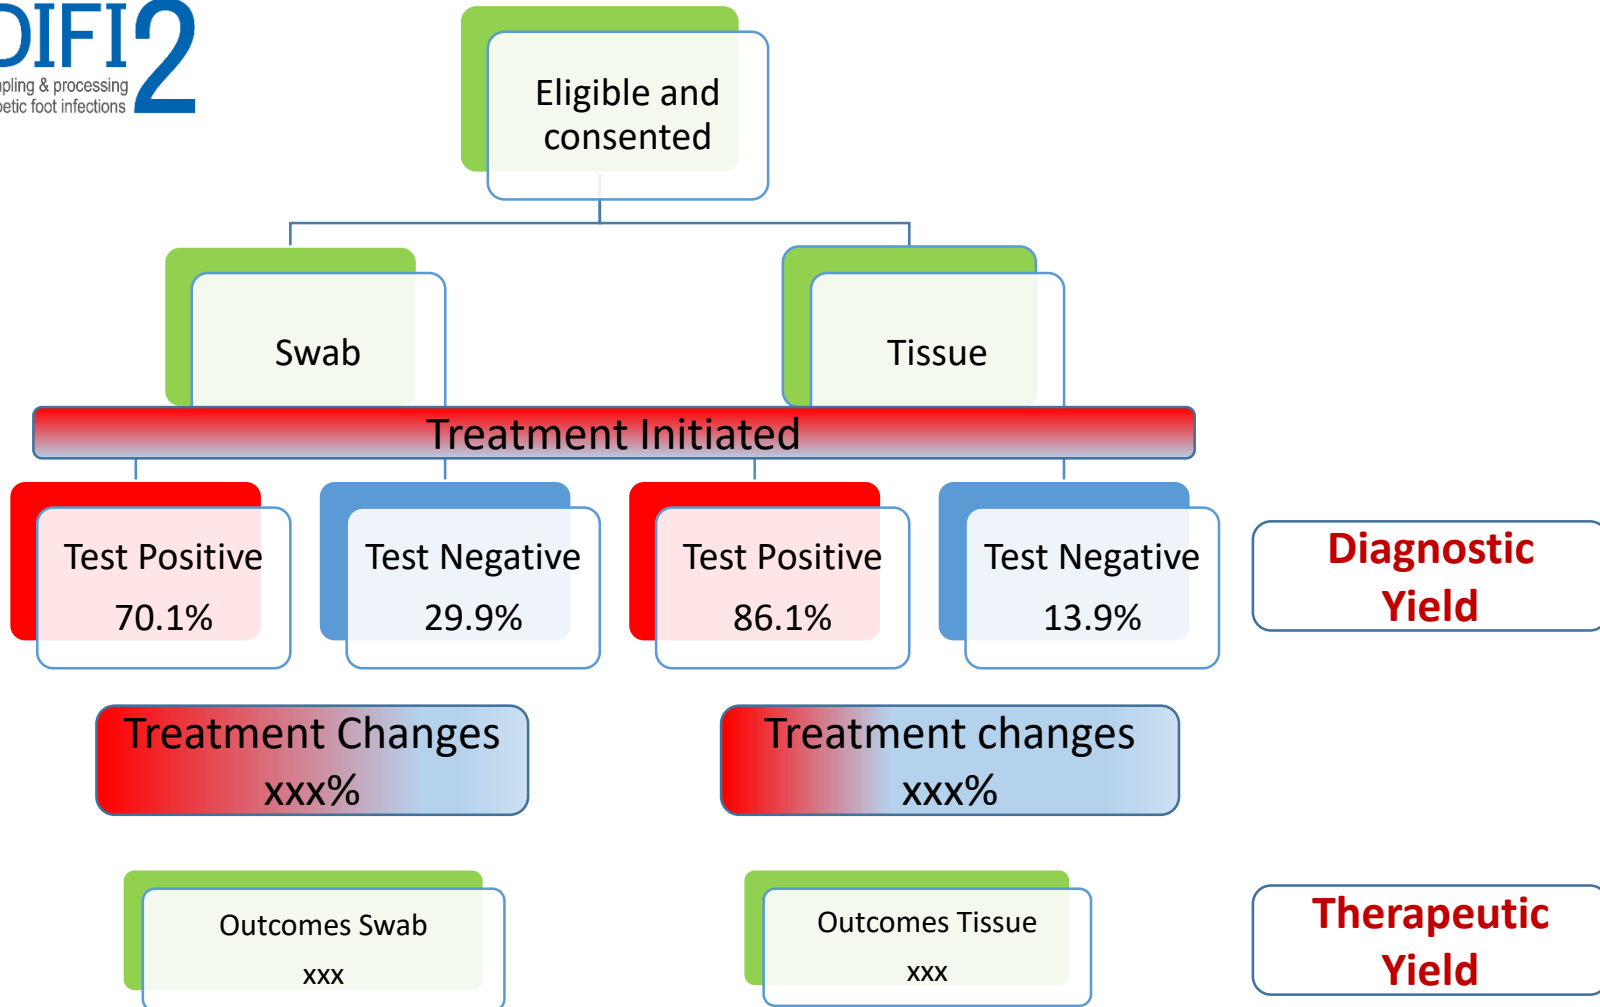 DIFI2
pling & processing
etic foot infections
Eligible and
consented
Swab
Tissue
Treatment Initiated
Test Positive
70.1%
Test Negative
29.9%
Test Positive
86.1%
Test Negative
13.9%
Diagnostic
Yield
Treatment Changes
xxx%
Treatment changes
xxx%
Outcomes Swab
xxx
Outcomes Tissue
xxx
Therapeutic
Yield